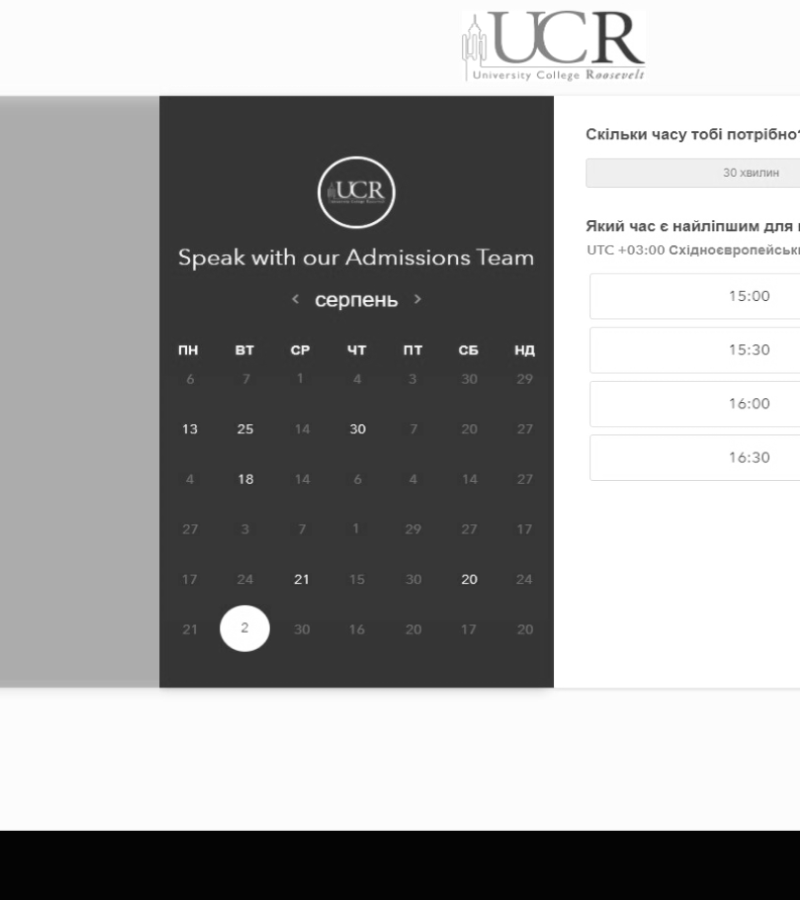 UCR
University College Roosevelt
UCR
Speak with our Admissions Team
‹ серпень ›
ПН ВТ СР ЧТ ПТ СБ НД
6 7 1 4 3 30 29
13 25 14 30 7 20 27
4 18 14 6 4 14 27
27 3 7 1 29 27 17
17 24 21 15 30 20 24
21 2 30 16 20 17 20
Скільки часу тобі потрібно?
30 хвилин
Який час є найліпшим для
UTC +03:00
15:00
15:30
16:00
16:30